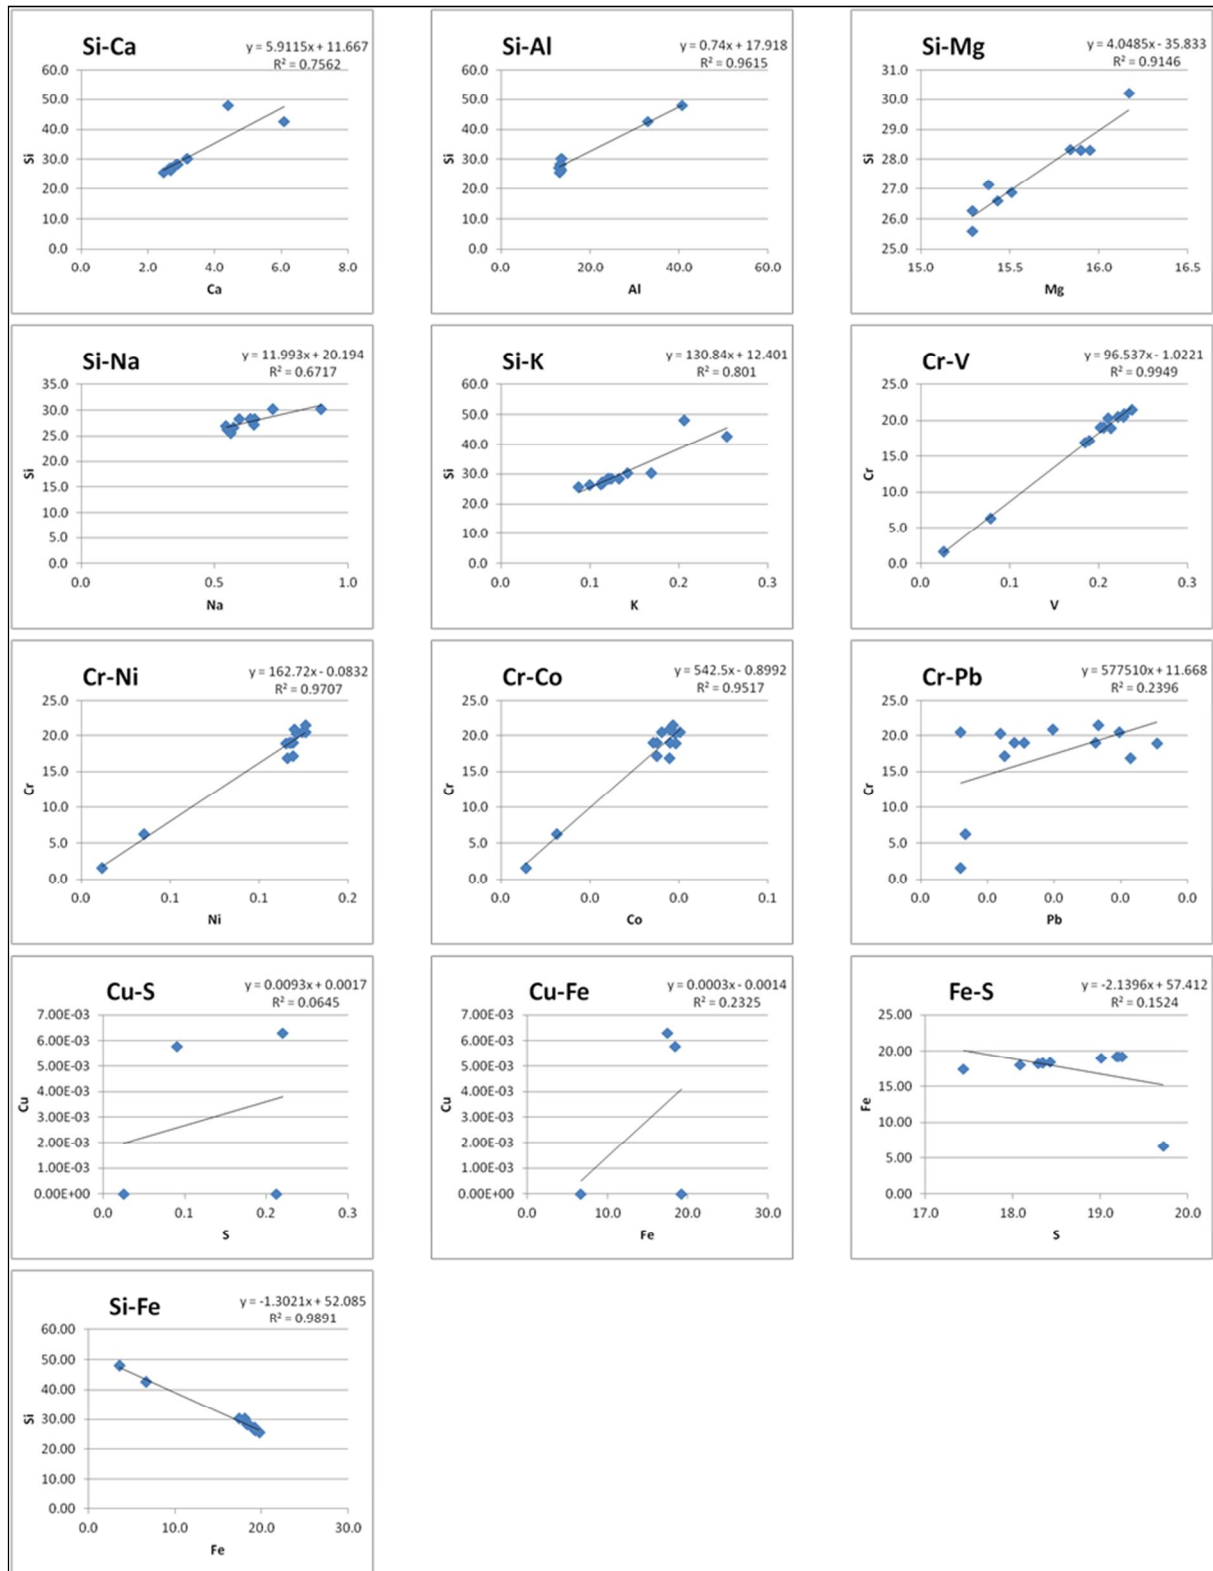 Si-Ca
y = 5.9115x + 11.667
R² = 0.7562
60.0
50.0
40.0
30.0
20.0
10.0
0.0
Si
0.0 2.0 4.0 6.0 8.0
Ca
Si-Al
y = 0.74x + 17.918
R² = 0.9615
60.0
50.0
40.0
30.0
20.0
10.0
0.0
Si
0.0 20.0 40.0 60.0
Al
Si-Mg
y = 4.0485x - 35.833
R² = 0.9146
31.0
30.0
29.0
28.0
27.0
26.0
25.0
Si
15.0 15.5 16.0 16.5
Mg
Si-Na
y = 11.993x + 20.194
R² = 0.6717
35.0
30.0
25.0
20.0
15.0
10.0
5.0
0.0
Si
0.0 0.5 1.0
Na
Si-K
y = 130.84x + 12.401
R² = 0.801
60.0
50.0
40.0
30.0
20.0
10.0
0.0
Si
0.0 0.1 0.2 0.3
K
Cr-V
y = 96.537x - 1.0221
R² = 0.9949
25.0
20.0
15.0
10.0
5.0
0.0
Cr
0.0 0.1 0.2 0.3
V
Cr-Ni
y = 162.72x - 0.0832
R² = 0.9707
25.0
20.0
15.0
10.0
5.0
0.0
Cr
0.0 0.1 0.1 0.2
Ni
Cr-Co
y = 542.5x - 0.8992
R² = 0.9517
25.0
20.0
15.0
10.0
5.0
0.0
Cr
0.0 0.0 0.0 0.1
Co
Cr-Pb
y = 577510x + 11.668
R² = 0.2396
25.0
20.0
15.0
10.0
5.0
0.0
Cr
0.0 0.0 0.0 0.0 0.0
Pb
Cu-S
y = 0.0093x + 0.0017
R² = 0.0645
7.00E-03
6.00E-03
5.00E-03
4.00E-03
3.00E-03
2.00E-03
1.00E-03
0.00E+00
Cu
0.0 0.1 0.2 0.3
S
Cu-Fe
y = 0.0003x - 0.0014
R² = 0.2325
7.00E-03
6.00E-03
5.00E-03
4.00E-03
3.00E-03
2.00E-03
1.00E-03
0.00E+00
Cu
0.0 10.0 20.0 30.0
Fe
Fe-S
y = -2.1396x + 57.412
R² = 0.1524
25.00
20.00
15.00
10.00
5.00
0.00
Fe
17.0 18.0 19.0 20.0
S
Si-Fe
y = -1.3021x + 52.085
R² = 0.9891
60.00
50.00
40.00
30.00
20.00
10.00
0.00
Si
0.0 10.0 20.0 30.0
Fe